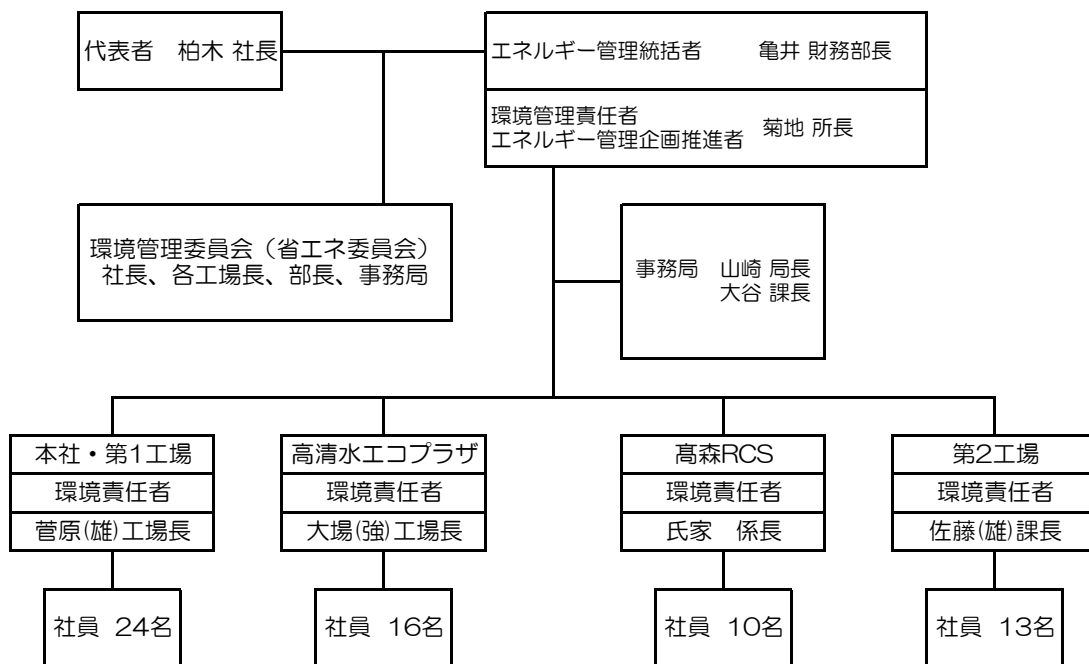 代表者　柏木 社長
エネルギー管理統括者　亀井 財務部長
環境管理責任者
エネルギー管理企画推進者　菊地 所長
環境管理委員会（省エネ委員会）
社長、各工場長、部長、事務局
事務局　山崎 局長
大谷 課長
本社・第1工場
環境責任者
菅原(雄)工場長
社員 24名
高清水エコプラザ
環境責任者
大場(強)工場長
社員 16名
髙森RCS
環境責任者
氏家　係長
社員 10名
第2工場
環境責任者
佐藤(雄)課長
社員 13名